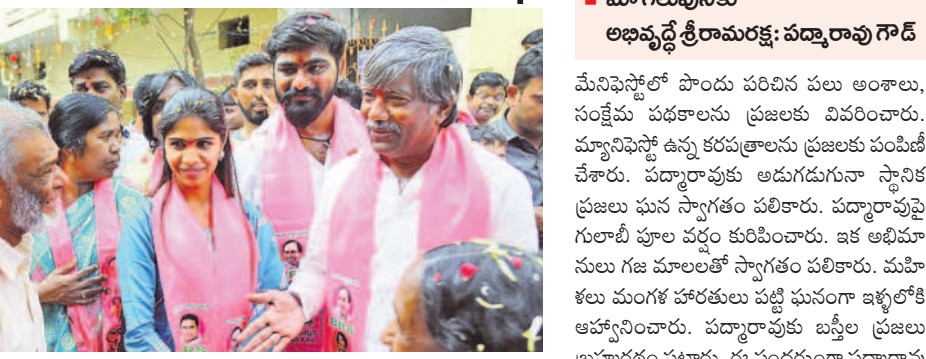 అభివృద్ధే శ్రీరామరక్ష: పద్మారావు గౌడ్
మేనిఫెస్టోలో పొందు పరిచిన పలు అంశాలు,
సంక్షేమ పథకాలను ప్రజలకు వివరించారు.
మ్యానిఫెస్టో ఉన్న కరపత్రాలను ప్రజలకు పంపిణీ
చేశారు. పద్మారావుకు అడుగడుగునా స్థానిక
ప్రజలు ఘన స్వాగతం పలికారు. పద్మారావుపై
గులాబీ పూల వర్షం కురిపించారు. ఇక అభిమా
నులు గజ మాలలతో స్వాగతం పలికారు. మహి
ళలు మంగళ హారతులు పట్టి ఘనంగా ఇళ్ళలోకి
ఆహ్వానించారు. పద్మారావుకు బస్తీల ప్రజలు